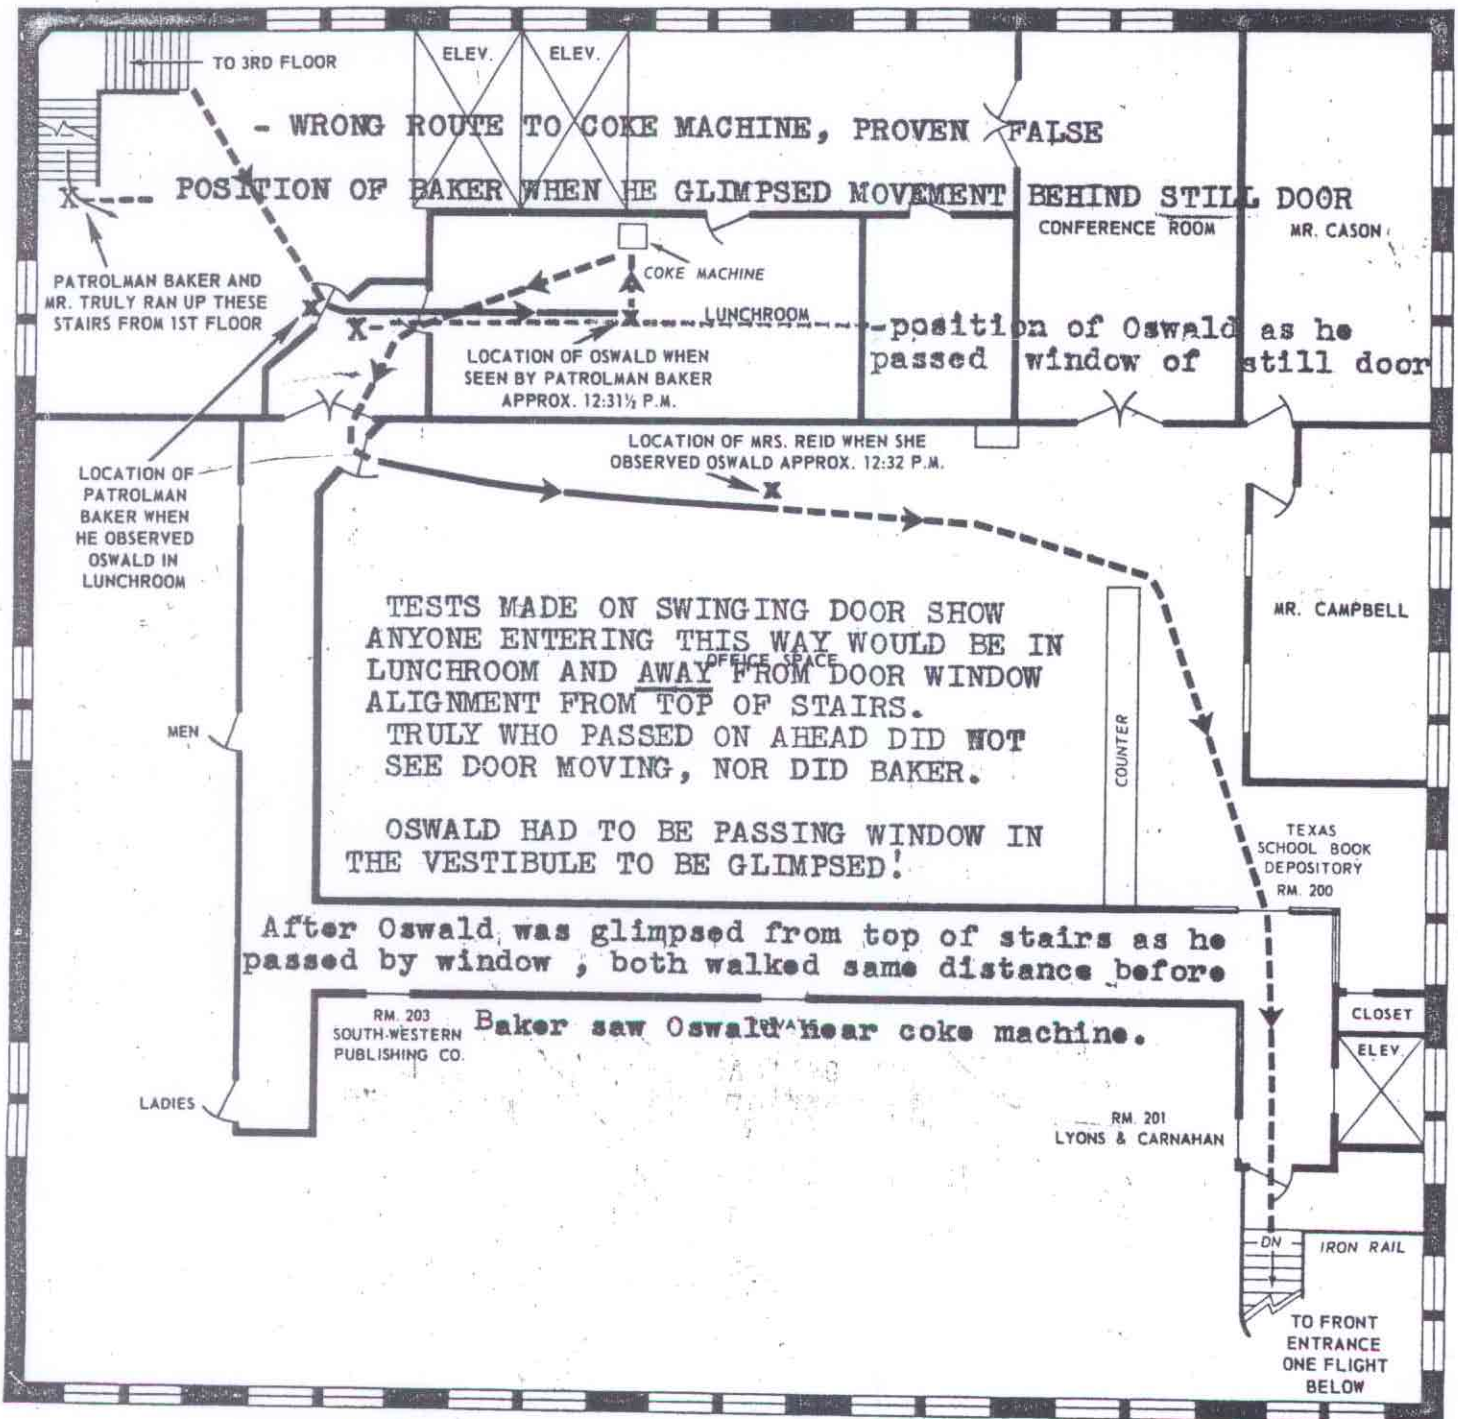 TO 3RD FLOOR
ELEV.
ELEV.
- WRONG ROUTE TO COKE MACHINE, PROVEN FALSE
X
POSITION OF BAKER WHEN HE GLIMPSED MOVEMENT BEHIND STILL DOOR
CONFERENCE ROOM
MR. CASON
PATROLMAN BAKER AND
MR. TRULY RAN UP THESE
STAIRS FROM 1ST FLOOR
COKE MACHINE
LUNCHROOM
X
X
X
-position of Oswald as he
passed window of still door
LOCATION OF OSWALD WHEN
SEEN BY PATROLMAN BAKER
APPROX. 12:31½ P.M.
LOCATION OF MRS. REID WHEN SHE
OBSERVED OSWALD APPROX. 12:32 P.M.
X
LOCATION OF
PATROLMAN
BAKER WHEN
HE OBSERVED
OSWALD IN
LUNCHROOM
TESTS MADE ON SWINGING DOOR SHOW
ANYONE ENTERING THIS WAY WOULD BE IN
OFFICE SPACE
LUNCHROOM AND AWAY FROM DOOR WINDOW
ALIGNMENT FROM TOP OF STAIRS.
TRULY WHO PASSED ON AHEAD DID NOT
SEE DOOR MOVING, NOR DID BAKER.
OSWALD HAD TO BE PASSING WINDOW IN
THE VESTIBULE TO BE GLIMPSED!
MR. CAMPBELL
MEN
COUNTER
TEXAS
SCHOOL BOOK
DEPOSITORY
RM. 200
After Oswald was glimpsed from top of stairs as he
passed by window , both walked same distance before
Baker saw Oswald near coke machine.
RM. 203
SOUTH-WESTERN
PUBLISHING CO.
CLOSET
ELEV.
LADIES
RM. 201
LYONS & CARNAHAN
DN
IRON RAIL
TO FRONT
ENTRANCE
ONE FLIGHT
BELOW